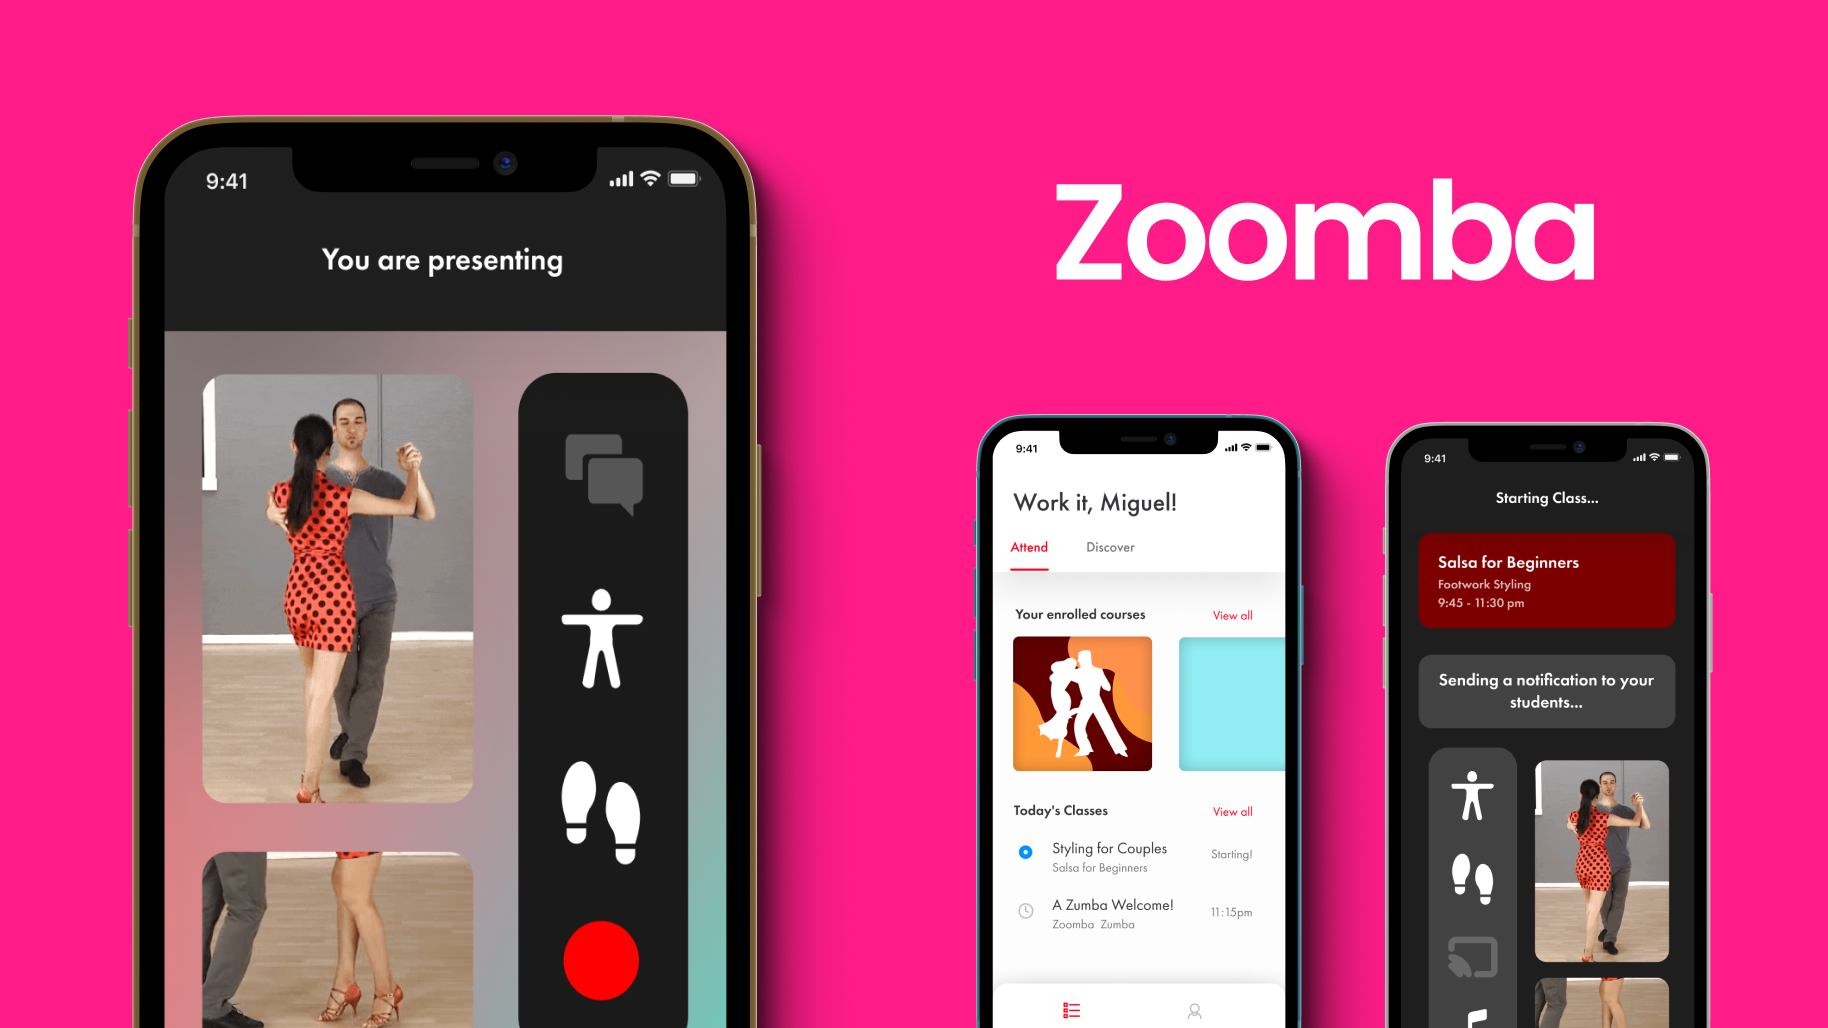 Zoomba
9:41
You are presenting
9:41
Work it, Miguel!
Attend Discover
Your enrolled courses View all
Today's Classes View all
Styling for Couples Starting!
Salsa for Beginners
A Zumba Welcome! 11:15pm
Zoomba Zumba
9:41
Starting Class...
Salsa for Beginners
Footwork Styling
9:45 - 11:30 pm
Sending a notification to your
students...